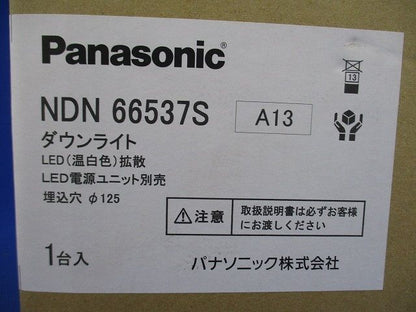 Panasonic®
NDN 66537S
A13
13
ダウンライト
LED(温白色)拡散
LED電源ユニット別売
埋込穴 φ125
注意
取扱説明書は必ずお客様
にお渡しください。
1台入
パナソニック株式会社